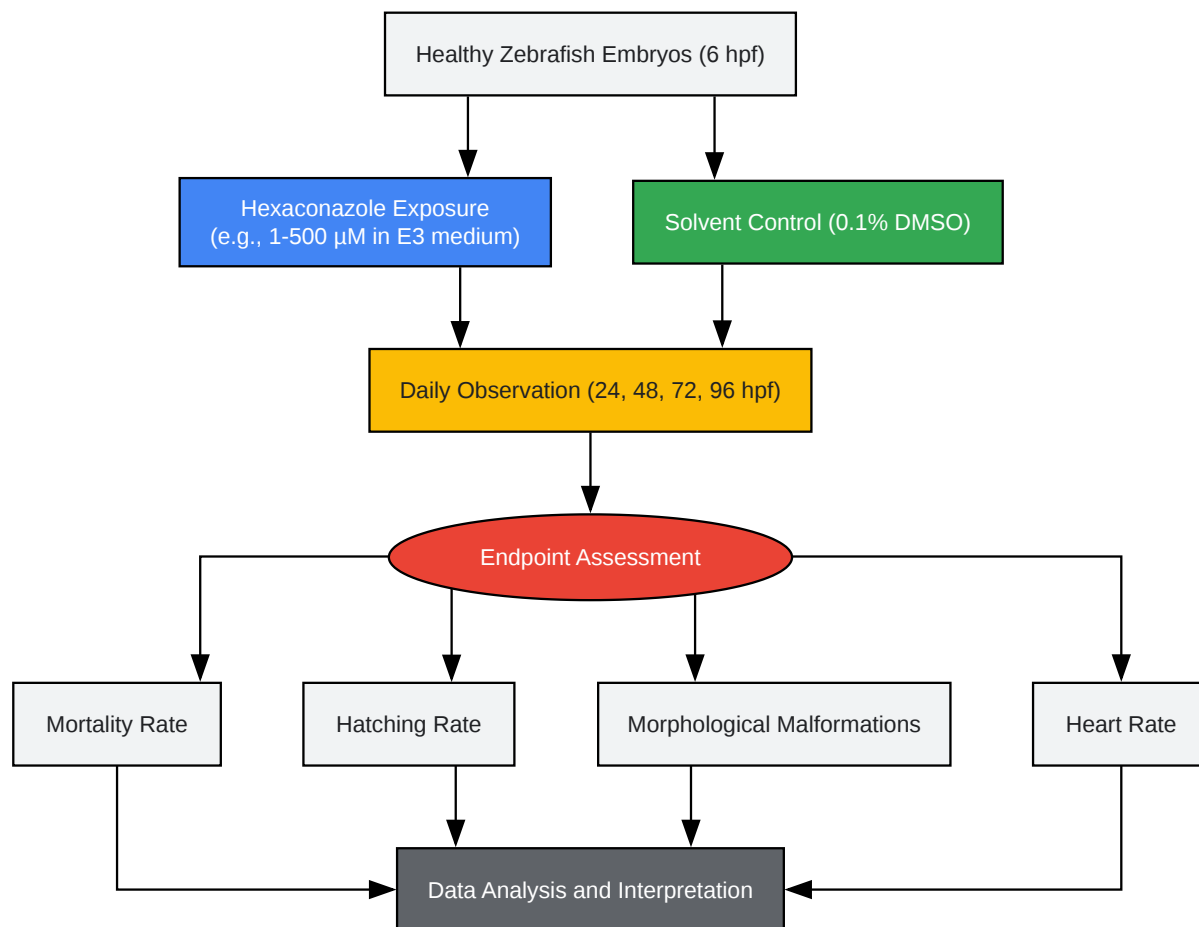 Healthy Zebrafish Embryos (6 hpf)
Hexaconazole Exposure
(e.g., 1-500 µM in E3 medium)
Solvent Control (0.1% DMSO)
Daily Observation (24, 48, 72, 96 hpf)
Endpoint Assessment
Mortality Rate
Hatching Rate
Morphological Malformations
Heart Rate
Data Analysis and Interpretation